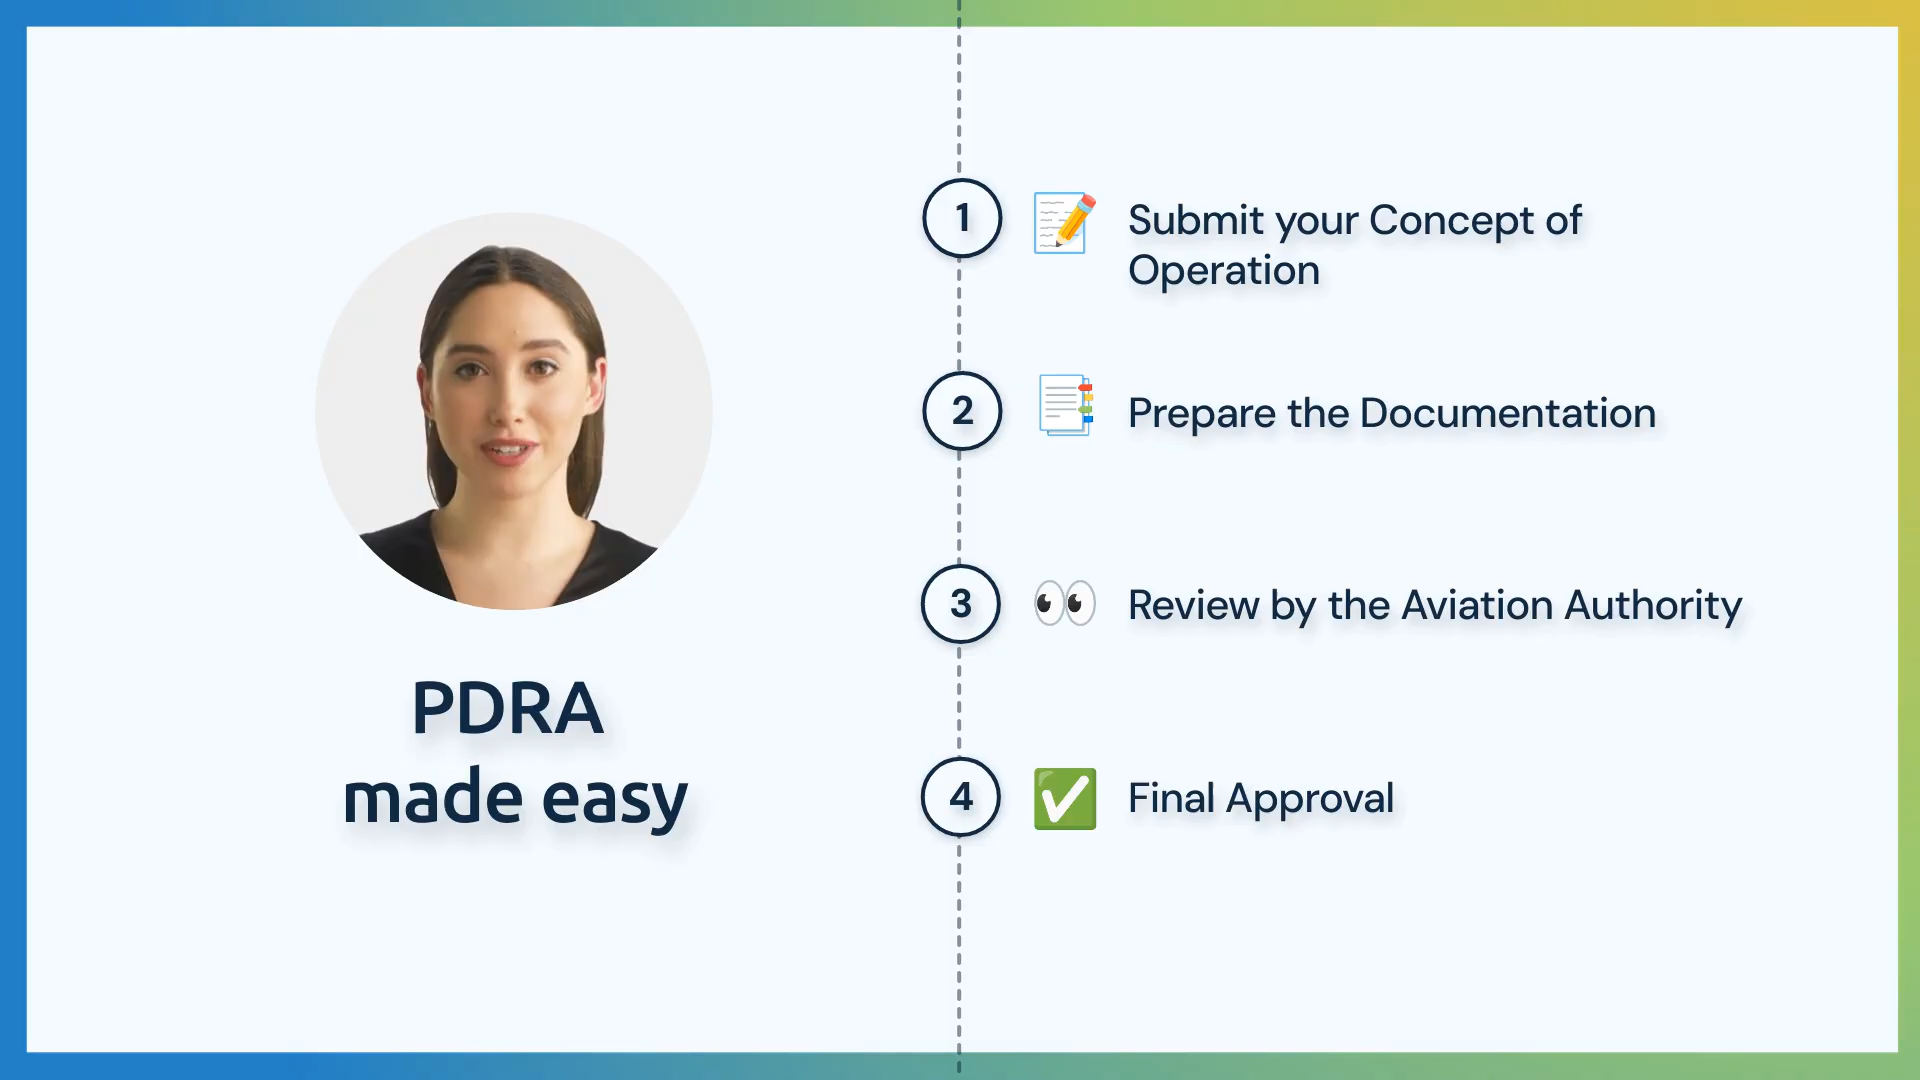 PDRA
made easy
1
Submit your Concept of
Operation
2
Prepare the Documentation
3
Review by the Aviation Authority
4
Final Approval